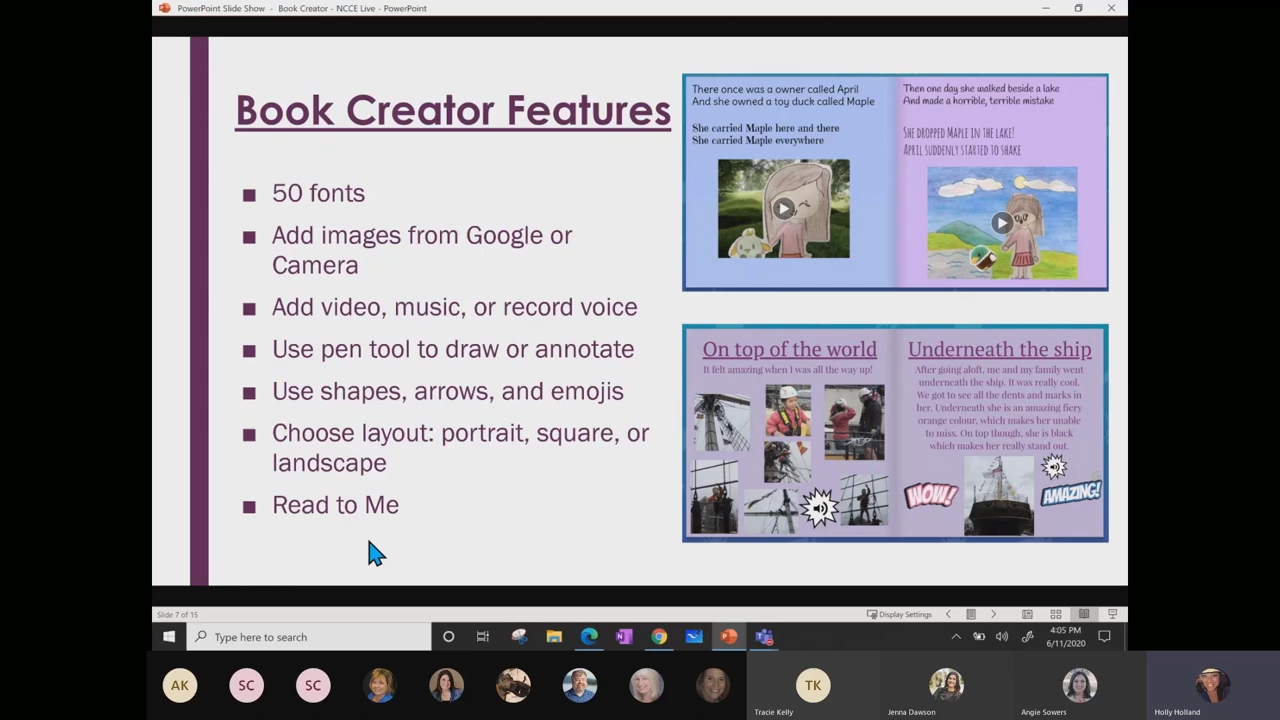 PowerPoint Slide Show - Book Creator - NCCE Live - PowerPoint
Book Creator Features
50 fonts
Add images from Google or
Camera
Add video, music, or record voice
Use pen tool to draw or annotate
Use shapes, arrows, and emojis
Choose layout: portrait, square, or
landscape
Read to Me
There once was a owner called April
And she owned a toy duck called Maple
She carried Maple here and there
She carried Maple everywhere
Then one day she walked beside a lake
And made a horrible, terrible mistake
She dropped Maple in the lake!
April suddenly started to shake
On top of the world
It felt amazing when I was all the way up!
Underneath the ship
After going aloft, me and my family went
underneath the ship. It was really cool.
We got to see all the dents and marks in
her. Underneath she is an amazing fiery
orange colour, which makes her unable
to miss. On top though, she is black
which makes her really stand out.
WOW!
AMAZING!
Slide 7 of 15
Display Settings
Type here to search
4:05 PM
6/11/2020
AK
SC
SC
TK
Tracie Kelly
Jenna Dawson
Angie Sowers
Holly Holland